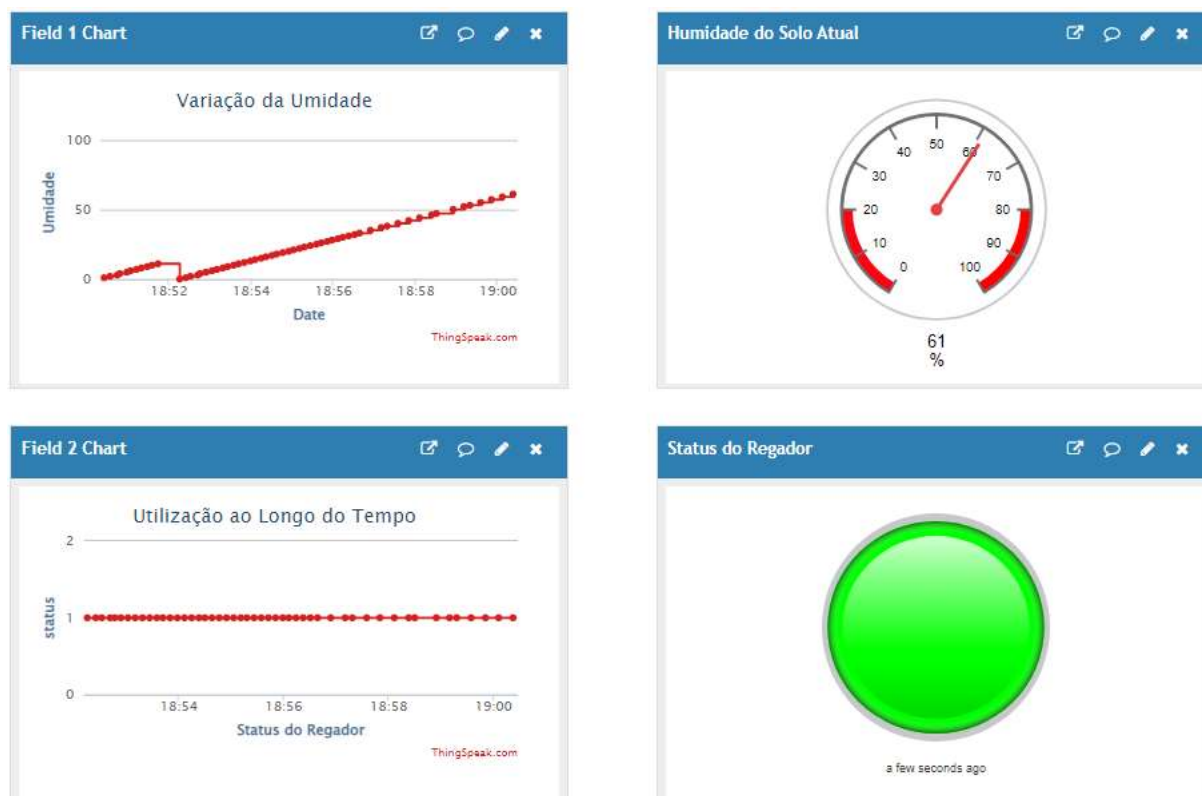 Field 1 Chart
Variação da Umidade
100
50
0
Umidade
18:52 18:54 18:56 18:58 19:00
Date
ThingSpeak.com
Humidade do Solo Atual
0 10 20 30 40 50 60 70 80 90 100
61
%
Field 2 Chart
Utilização ao Longo do Tempo
2
1
0
status
18:54 18:56 18:58 19:00
Status do Regador
ThingSpeak.com
Status do Regador
a few seconds ago